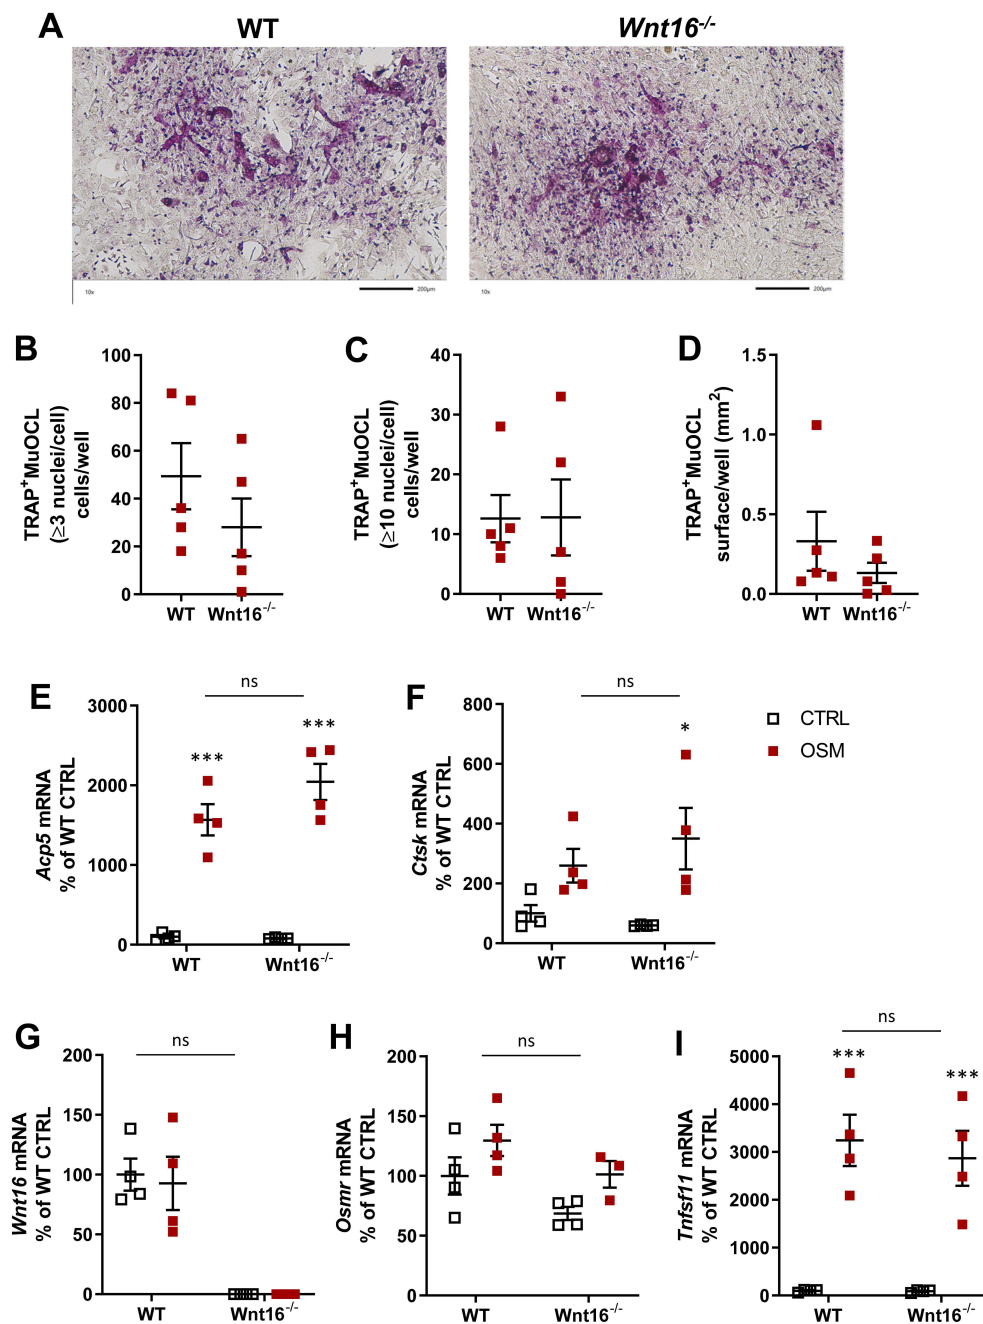 A
WT
Wnt16-/-
10x
200µm
10x
200µm
B
TRAP+MuOCL
(≥3 nuclei/cell)
cells/well
100
80
60
40
20
0
WT
Wnt16-/-
C
TRAP+MuOCL
(≥10 nuclei/cell)
cells/well
40
30
20
10
0
WT
Wnt16-/-
D
TRAP+MuOCL
surface/well (mm2)
1.5
1.0
0.5
0.0
WT
Wnt16-/-
E
Acp5 mRNA
% of WT CTRL
3000
2000
1000
0
ns
***
***
WT
Wnt16-/-
F
Ctsk mRNA
% of WT CTRL
800
600
400
200
0
ns
*
WT
Wnt16-/-
CTRL
OSM
G
Wnt16 mRNA
% of WT CTRL
200
150
100
50
0
ns
WT
Wnt16-/-
H
Osmr mRNA
% of WT CTRL
200
150
100
50
0
ns
WT
Wnt16-/-
I
Tnfsf11 mRNA
% of WT CTRL
5000
4000
3000
2000
1000
0
ns
***
***
WT
Wnt16-/-